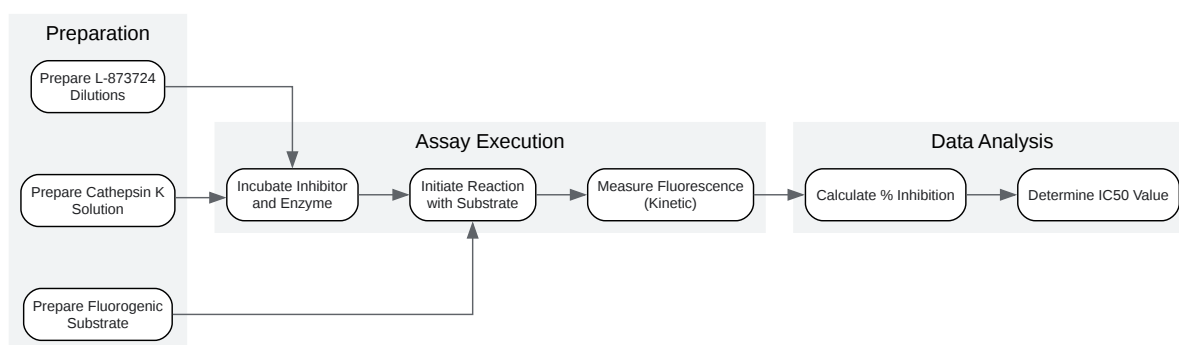 Preparation
Prepare L-873724
Dilutions
Prepare Cathepsin K
Solution
Prepare Fluorogenic
Substrate
Assay Execution
Incubate Inhibitor
and Enzyme
Initiate Reaction
with Substrate
Measure Fluorescence
(Kinetic)
Data Analysis
Calculate % Inhibition
Determine IC50 Value